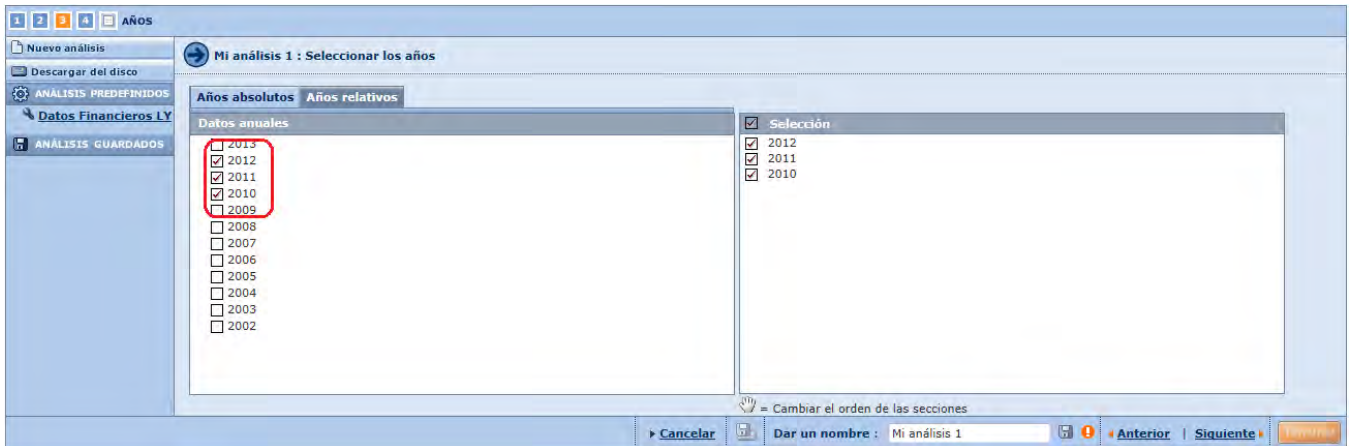 1 2 3 4 AÑOS
Nuevo análisis
Descargar del disco
ANÁLISIS PREDEFINIDOS
Datos Financieros LY
ANÁLISIS GUARDADOS
Mi análisis 1 : Seleccionar los años
Años absolutos Años relativos
Datos anuales
2013
2012
2011
2010
2009
2008
2007
2006
2005
2004
2003
2002
Selección
2012
2011
2010
= Cambiar el orden de las secciones
Cancelar Dar un nombre : Mi análisis 1 Anterior | Siguiente